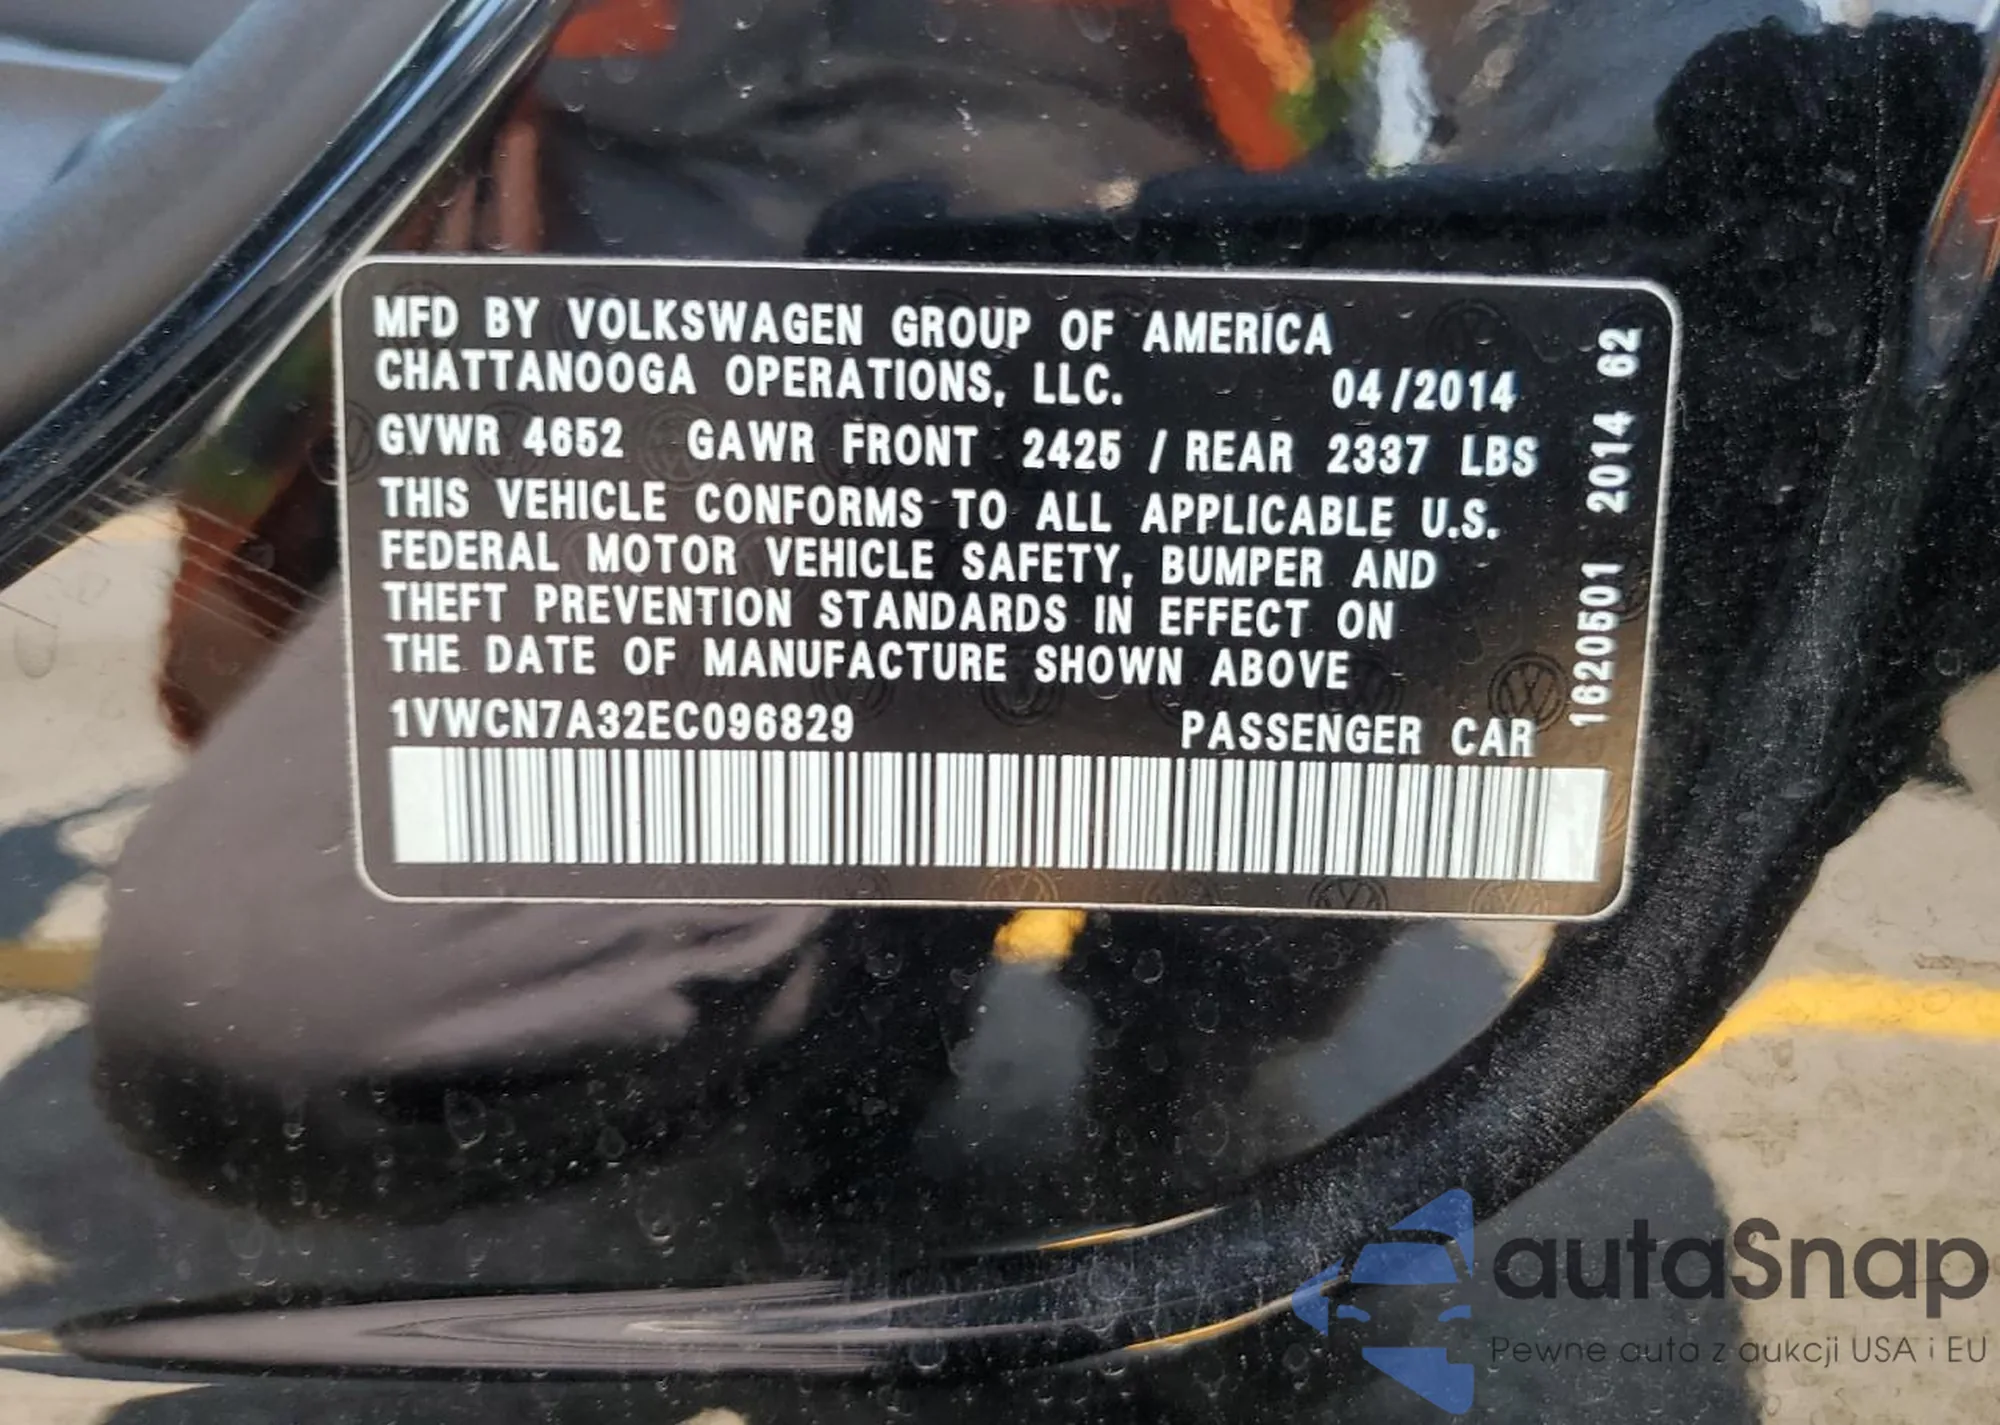 MFD BY VOLKSWAGEN GROUP OF AMERICA
CHATTANOOGA OPERATIONS, LLC. 04/2014
GVWR 4652 GAWR FRONT 2425 / REAR 2337 LBS
THIS VEHICLE CONFORMS TO ALL APPLICABLE U.S.
FEDERAL MOTOR VEHICLE SAFETY, BUMPER AND
THEFT PREVENTION STANDARDS IN EFFECT ON
THE DATE OF MANUFACTURE SHOWN ABOVE
1VWCN7A32EC096829 PASSENGER CAR
1620501 2014 62
autaSnap
Pewne auta z aukcji USA i EU